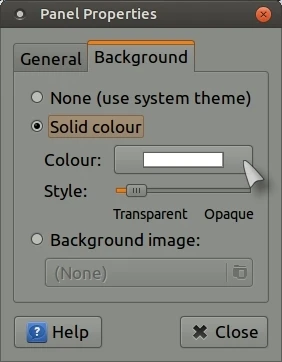 Panel Properties
General Background
None (use system theme)
Solid colour
Colour:
Style:
Transparent Opaque
Background image:
(None)
Help Close